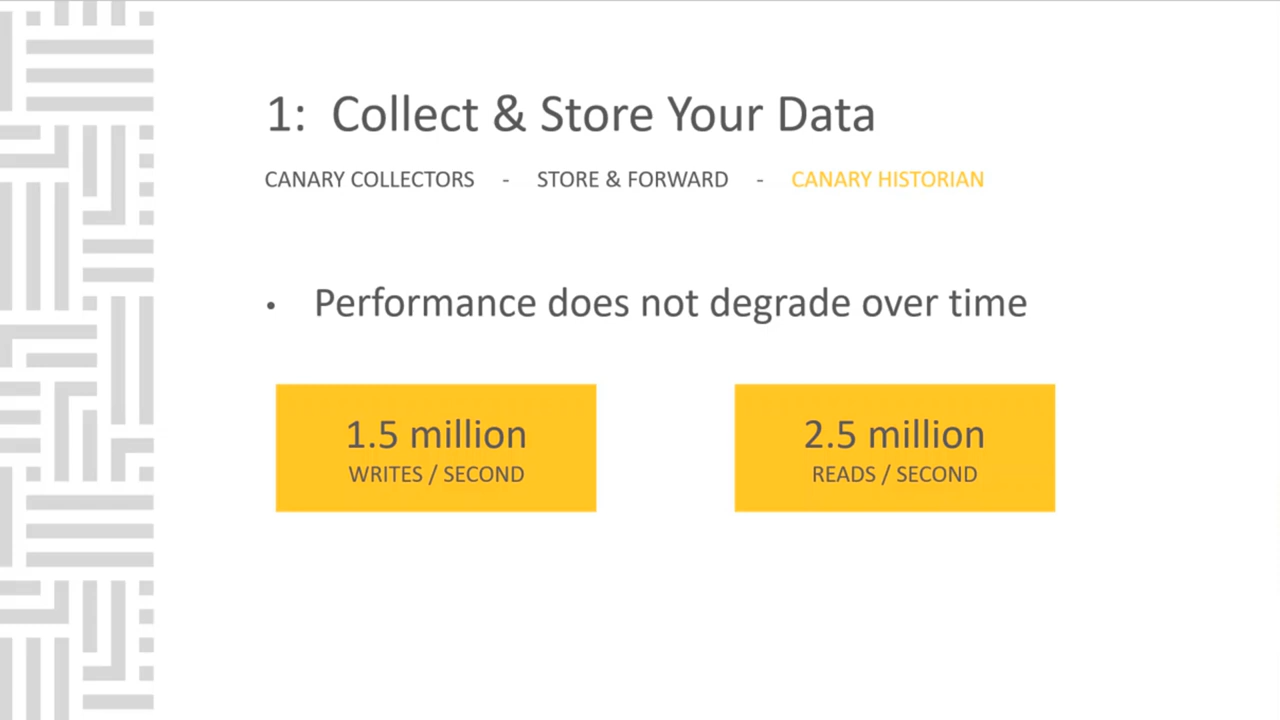 1: Collect & Store Your Data
CANARY COLLECTORS - STORE & FORWARD - CANARY HISTORIAN
• Performance does not degrade over time
1.5 million
WRITES / SECOND
2.5 million
READS / SECOND